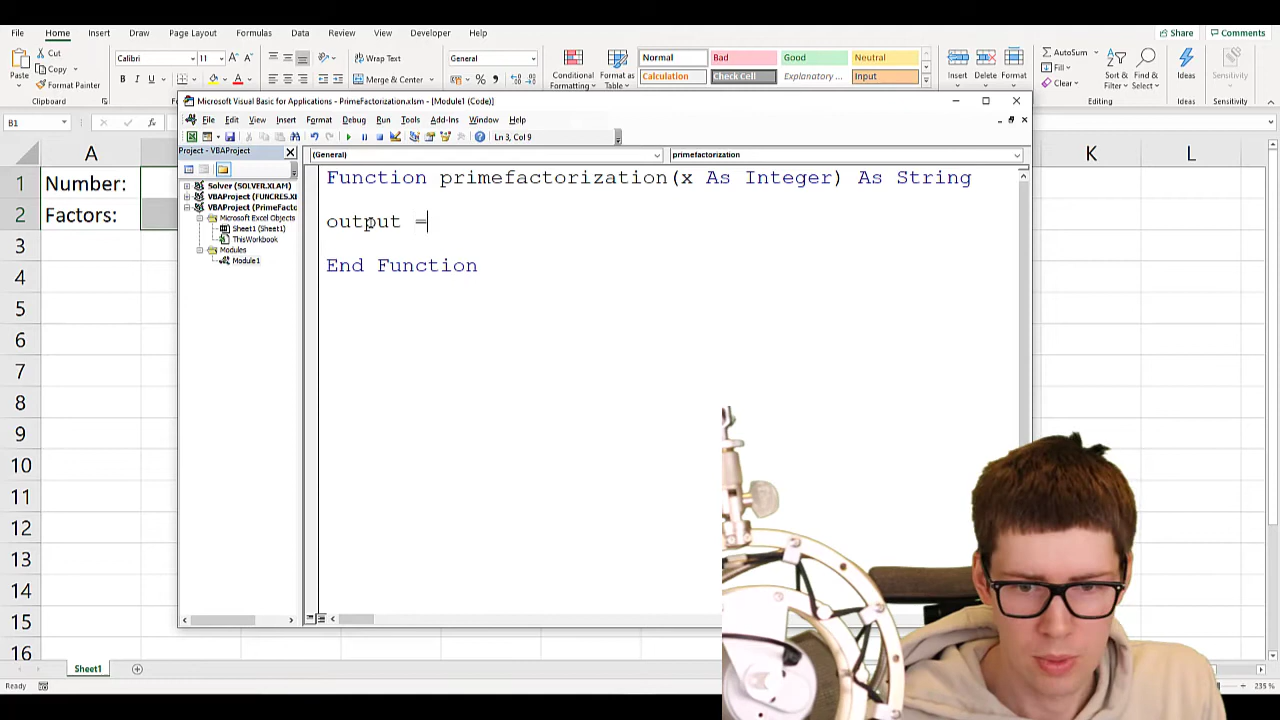 File Home Insert Draw Page Layout Formulas Data Review View Developer Help Share Comments
Cut Calibri 11 Wrap Text General Normal Bad Good Neutral AutoSum
Copy Fill
Paste Format Painter B I U Merge & Center Conditional Formatting Format as Table Calculation Check Cell Explanatory ... Input Insert Delete Format Clear Sort & Filter Find & Select Ideas Sensitivity
Clipboard Editing Ideas Sensitivity
B1
Microsoft Visual Basic for Applications - PrimeFactorization.xlsm - [Module1 (Code)]
File Edit View Insert Format Debug Run Tools Add-Ins Window Help
Ln 3, Col 9
Project - VBAProject
(General) primefactorization
Solver (SOLVER.XLAM)
VBAProject (FUNCRES.XL
VBAProject (PrimeFacto
Microsoft Excel Objects
Sheet1 (Sheet1)
ThisWorkbook
Modules
Module1
Function primefactorization(x As Integer) As String
output =
End Function
A K L
1 Number:
2 Factors:
3
4
5
6
7
8
9
10
11
12
13
14
15
16
Sheet1
Ready 235 %